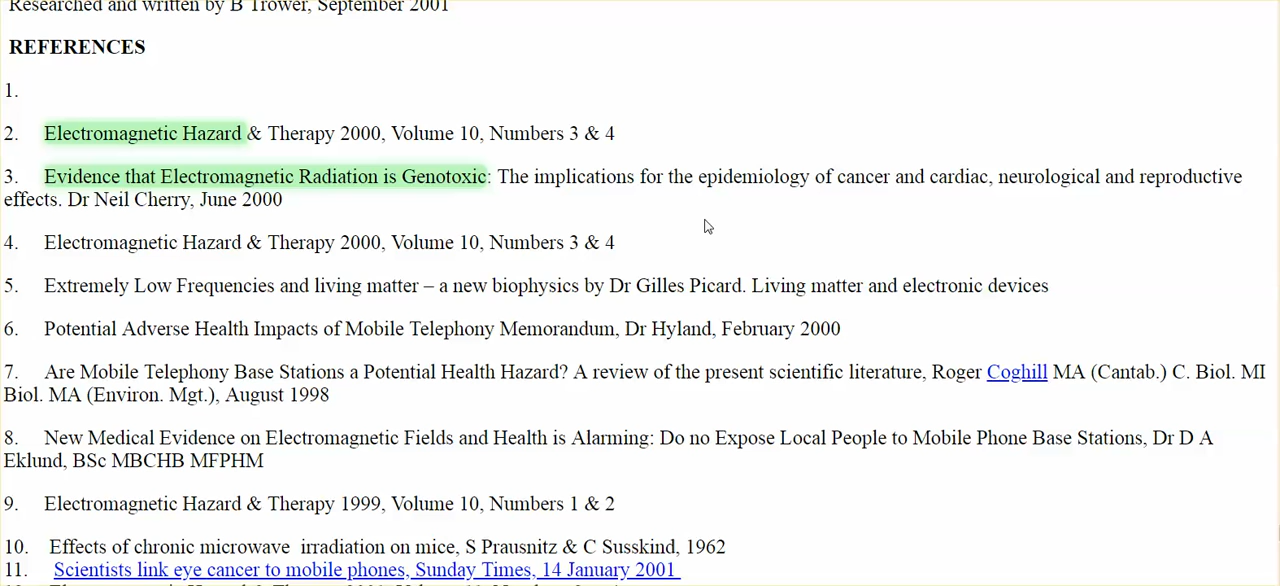 Researched and written by B Trower, September 2001
REFERENCES
1.
2. Electromagnetic Hazard & Therapy 2000, Volume 10, Numbers 3 & 4
3. Evidence that Electromagnetic Radiation is Genotoxic: The implications for the epidemiology of cancer and cardiac, neurological and reproductive
effects. Dr Neil Cherry, June 2000
4. Electromagnetic Hazard & Therapy 2000, Volume 10, Numbers 3 & 4
5. Extremely Low Frequencies and living matter – a new biophysics by Dr Gilles Picard. Living matter and electronic devices
6. Potential Adverse Health Impacts of Mobile Telephony Memorandum, Dr Hyland, February 2000
7. Are Mobile Telephony Base Stations a Potential Health Hazard? A review of the present scientific literature, Roger Coghill MA (Cantab.) C. Biol. MI
Biol. MA (Environ. Mgt.), August 1998
8. New Medical Evidence on Electromagnetic Fields and Health is Alarming: Do no Expose Local People to Mobile Phone Base Stations, Dr D A
Eklund, BSc MBCHB MFPHM
9. Electromagnetic Hazard & Therapy 1999, Volume 10, Numbers 1 & 2
10. Effects of chronic microwave irradiation on mice, S Prausnitz & C Susskind, 1962
11. Scientists link eye cancer to mobile phones, Sunday Times, 14 January 2001